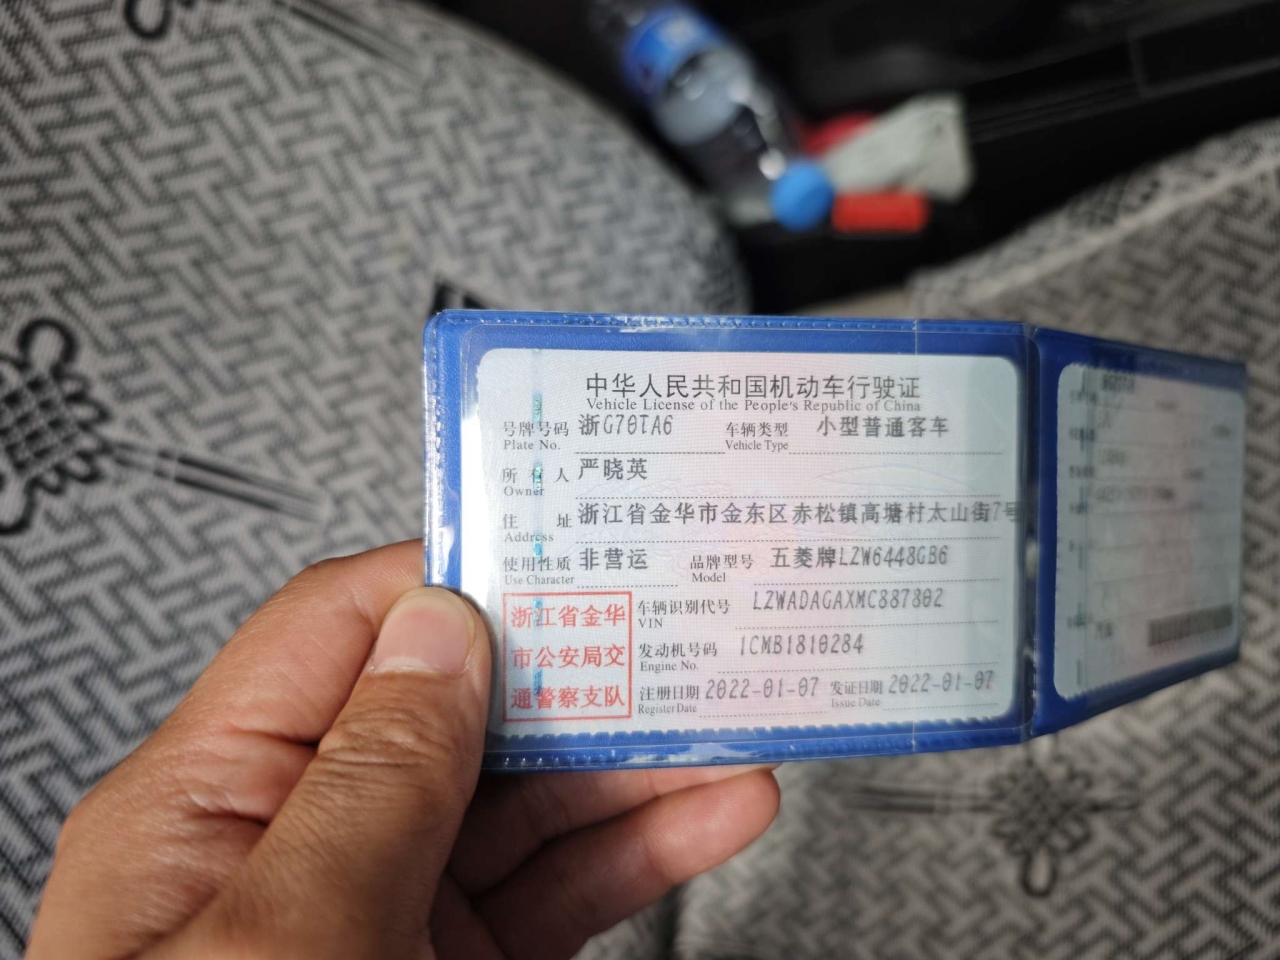 中华人民共和国机动车行驶证
Vehicle License of the People's Republic of China
号牌号码 浙G70TA6 车辆类型 小型普通客车
Plate No. Vehicle Type
所有人 严晓英
Owner
住址 浙江省金华市金东区赤松镇高塘村太山街7号
Address
使用性质 非营运 品牌型号 五菱牌LZW6448GB6
Use Character Model
浙江省金华
市公安局交
通警察支队
车辆识别代号 LZWADAGAXMC887802
VIN
发动机号码 1CMB1810284
Engine No.
注册日期 2022-01-07 发证日期 2022-01-07
Register Date Issue Date